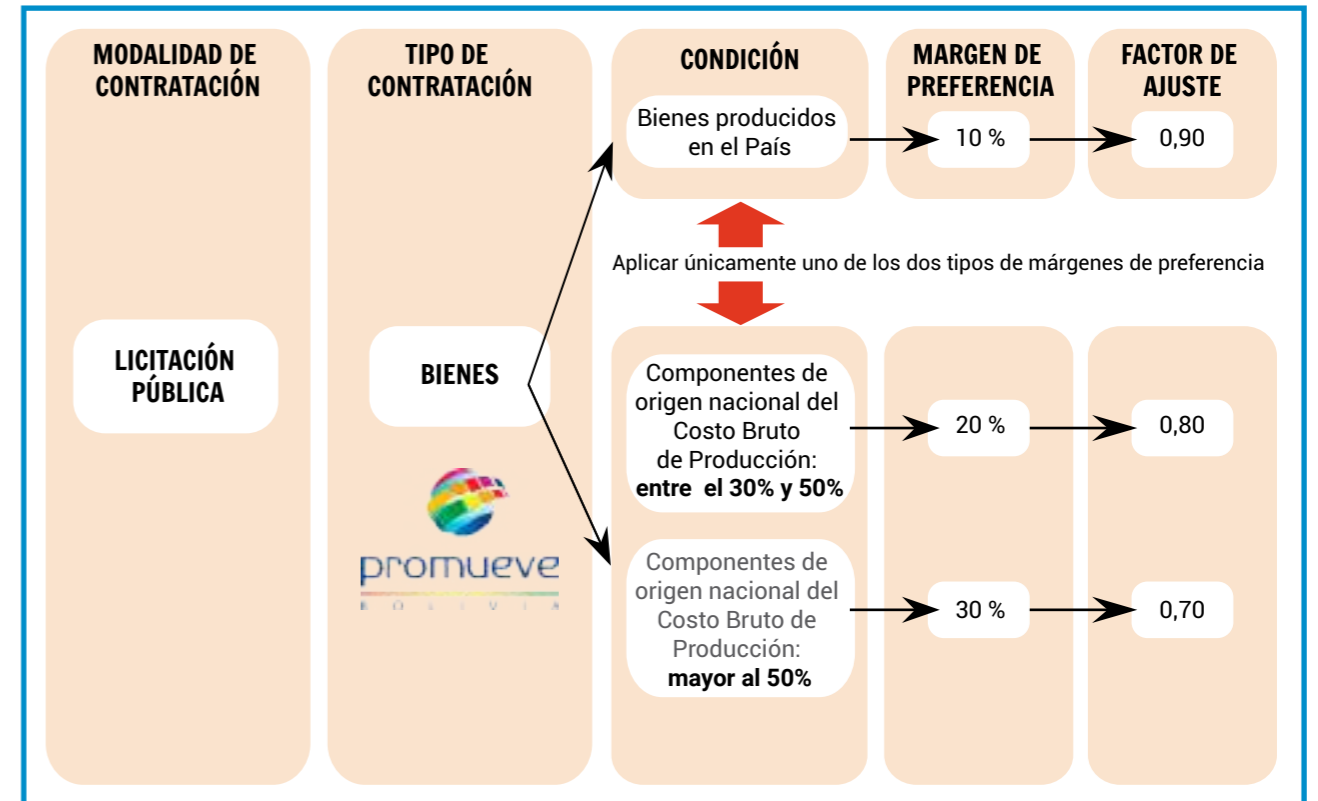 MODALIDAD DE
CONTRATACIÓN
TIPO DE
CONTRATACIÓN
CONDICIÓN
MARGEN DE
PREFERENCIA
FACTOR DE
AJUSTE
Bienes producidos
en el País
10 %
0,90
Aplicar únicamente uno de los dos tipos de márgenes de preferencia
LICITACIÓN
PÚBLICA
BIENES
Componentes de
origen nacional del
Costo Bruto
de Producción:
entre el 30% y 50%
20 %
0,80
promueve
BOLIVIA
Componentes de
origen nacional del
Costo Bruto de
Producción:
mayor al 50%
30 %
0,70